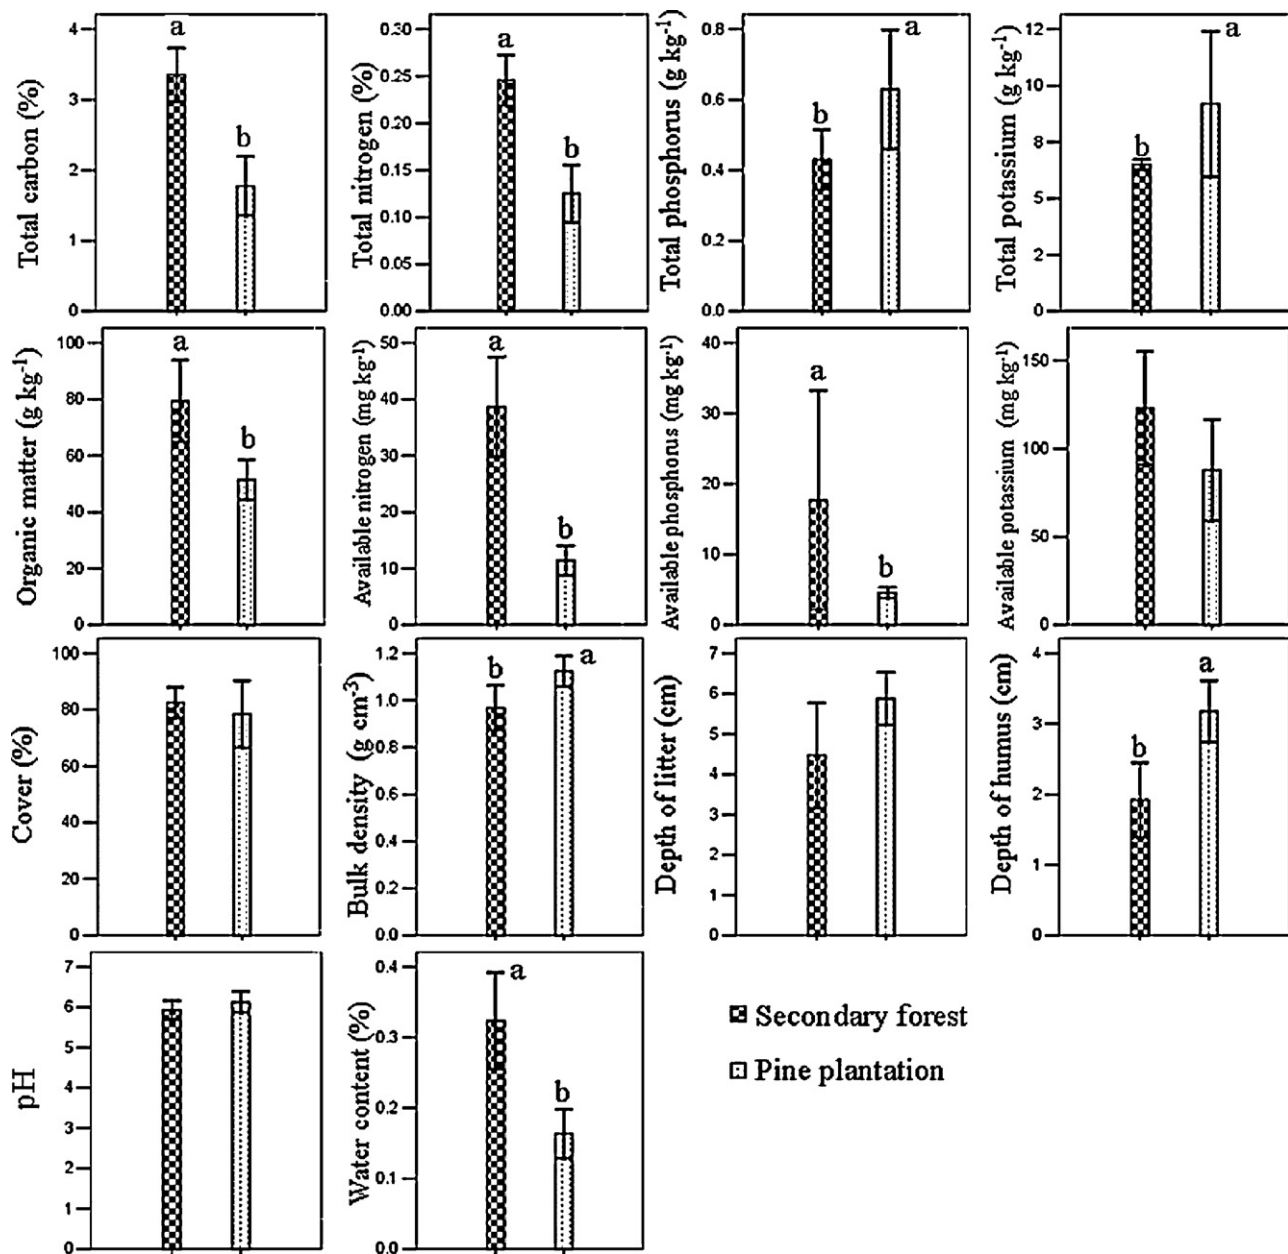 Total carbon (%)
4
3
2
1
0
a
b
Total nitrogen (%)
0.30
0.25
0.20
0.15
0.10
0.05
0.00
a
b
Total phosphorus (g kg-1)
0.8
0.6
0.4
0.2
0.0
b
a
Total potassium (g kg-1)
12
10
8
5
2
0
b
a
Organic matter (g kg-1)
100
80
60
40
20
0
a
b
Available nitrogen (mg kg-1)
50
40
30
20
10
0
a
b
Available phosphorus (mg kg-1)
40
30
20
10
0
a
b
Available potassium (mg kg-1)
150
100
50
0
Cover (%)
100
80
60
40
20
0
Bulk density (g cm-3)
1.2
1.0
0.8
0.6
0.4
0.2
0.0
b
a
Depth of litter (cm)
7
6
5
4
3
2
1
0
Depth of humus (cm)
4
3
2
1
0
b
a
pH
7
6
5
4
3
2
1
0
Water content (%)
0.4
0.3
0.2
0.1
0.0
a
b
Secondary forest
Pine plantation